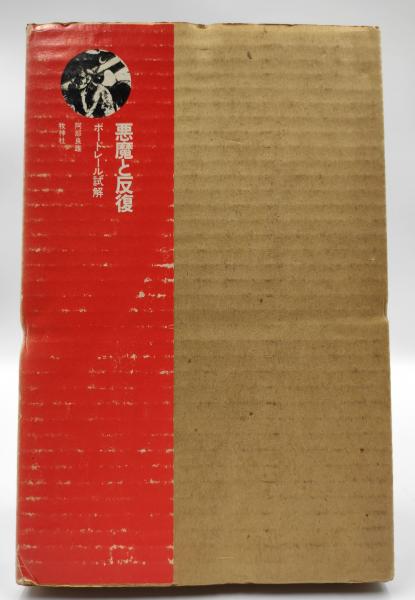 悪魔と反復
ボードレール試解
阿部良雄
牧神社